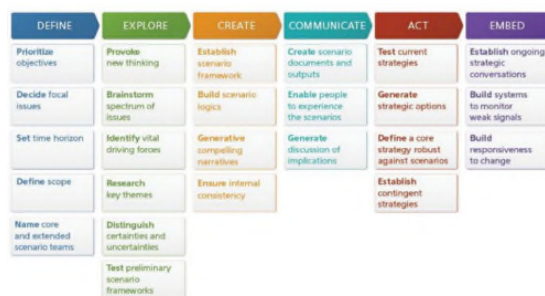 DEFINE
EXPLORE
CREATE
COMMUNICATE
ACT
EMBED
Prioritize
objectives
Decide focal
issues
Set time horizon
Define scope
Name core
and extended
scenario teams
Provoke
new thinking
Brainstorm
spectrum of
issues
Identify vital
driving forces
Research
key themes
Distinguish
certainties and
uncertainties
Test preliminary
scenario
frameworks
Establish
scenario
framework
Build scenario
logics
Generative
compelling
narratives
Ensure internal
consistency
Create scenario
documents and
outputs
Enable people
to experience
the scenarios
Generate
discussion of
implications
Test current
strategies
Generate
strategic options
Define a core
strategy robust
against scenarios
Establish
contingent
strategies
Establish ongoing
strategic
conversations
Build systems
to monitor
weak signals
Build
responsiveness
to change